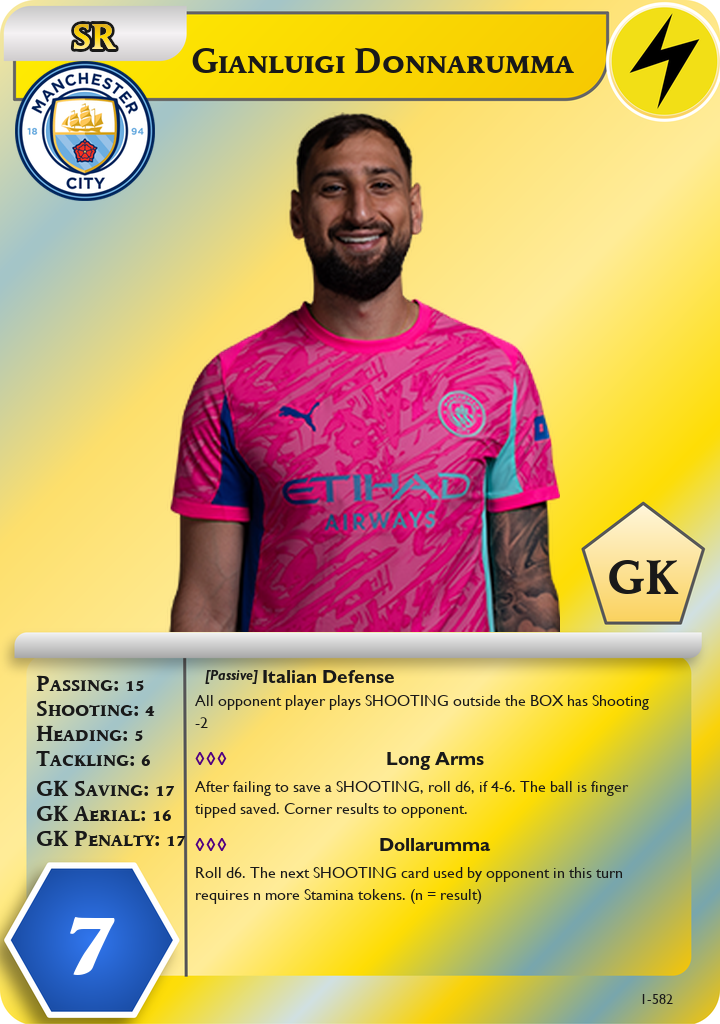 SR
Gianluigi Donnarumma
MANCHESTER
18 94
CITY
ETIHAD
AIRWAYS
GK
Passing: 15
Shooting: 4
Heading: 5
Tackling: 6
GK Saving: 17
GK Aerial: 16
GK Penalty: 17
7
[Passive] Italian Defense
All opponent player plays SHOOTING outside the BOX has Shooting
-2
◊◊◊ Long Arms
After failing to save a SHOOTING, roll d6, if 4-6. The ball is finger
tipped saved. Corner results to opponent.
◊◊◊ Dollarumma
Roll d6. The next SHOOTING card used by opponent in this turn
requires n more Stamina tokens. (n = result)
1-582